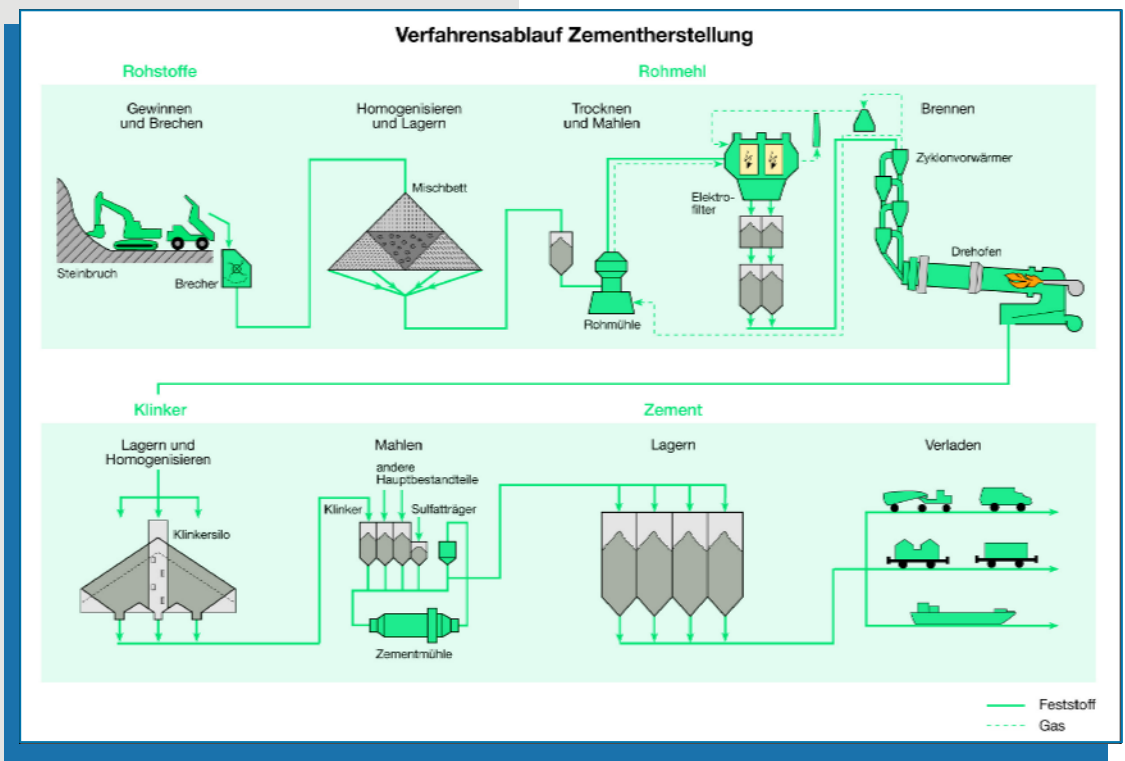 Verfahrensablauf Zementherstellung
Rohstoffe
Rohmehl
Gewinnen
und Brechen
Homogenisieren
und Lagern
Trocknen
und Mahlen
Brennen
Zyklonvorwärmer
Mischbett
Elektro-
filter
Drehofen
Steinbruch
Brecher
Rohmühle
Klinker
Zement
Lagern und
Homogenisieren
Mahlen
Lagern
Verladen
andere
Hauptbestandteile
Klinker
Sulfatträger
Klinkersilo
Zementmühle
Feststoff
Gas